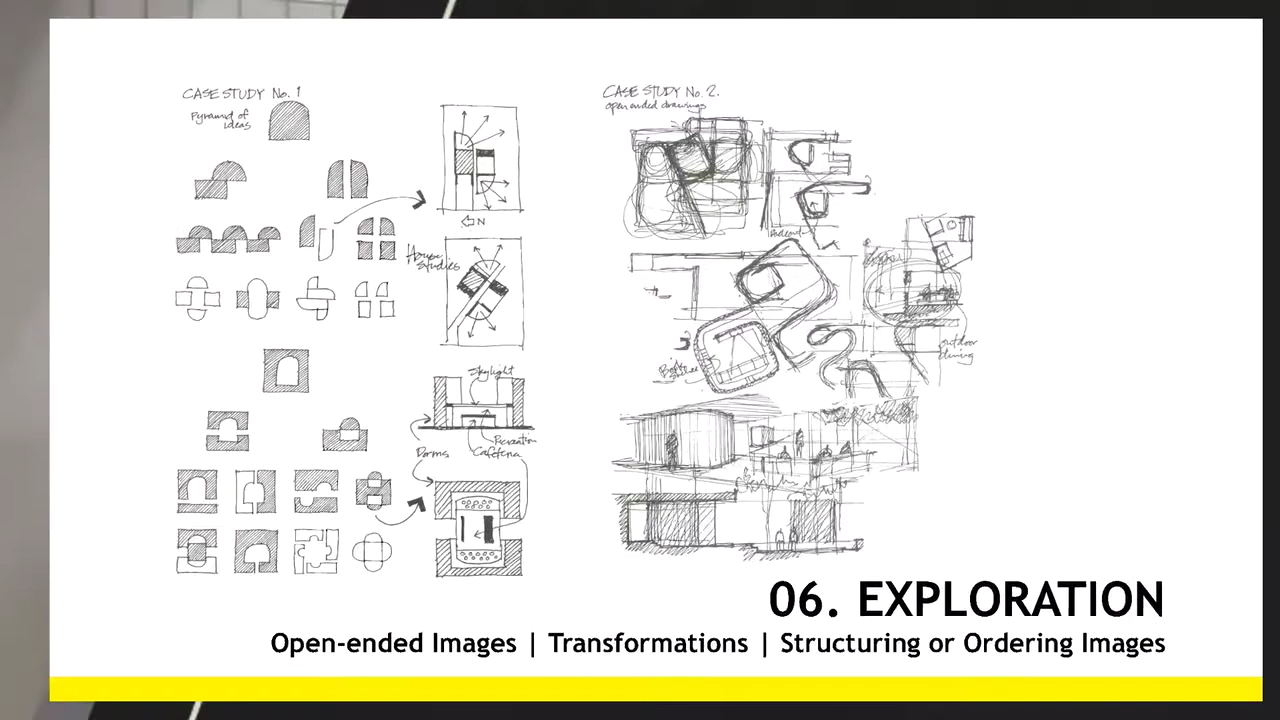 CASE STUDY No. 1
Pyramid of
ideas
N
House
studies
Skylight
Recreation
Dorms
Cafeteria
CASE STUDY No. 2.
open ended drawings
outdoor
dining
06. EXPLORATION
Open-ended Images | Transformations | Structuring or Ordering Images